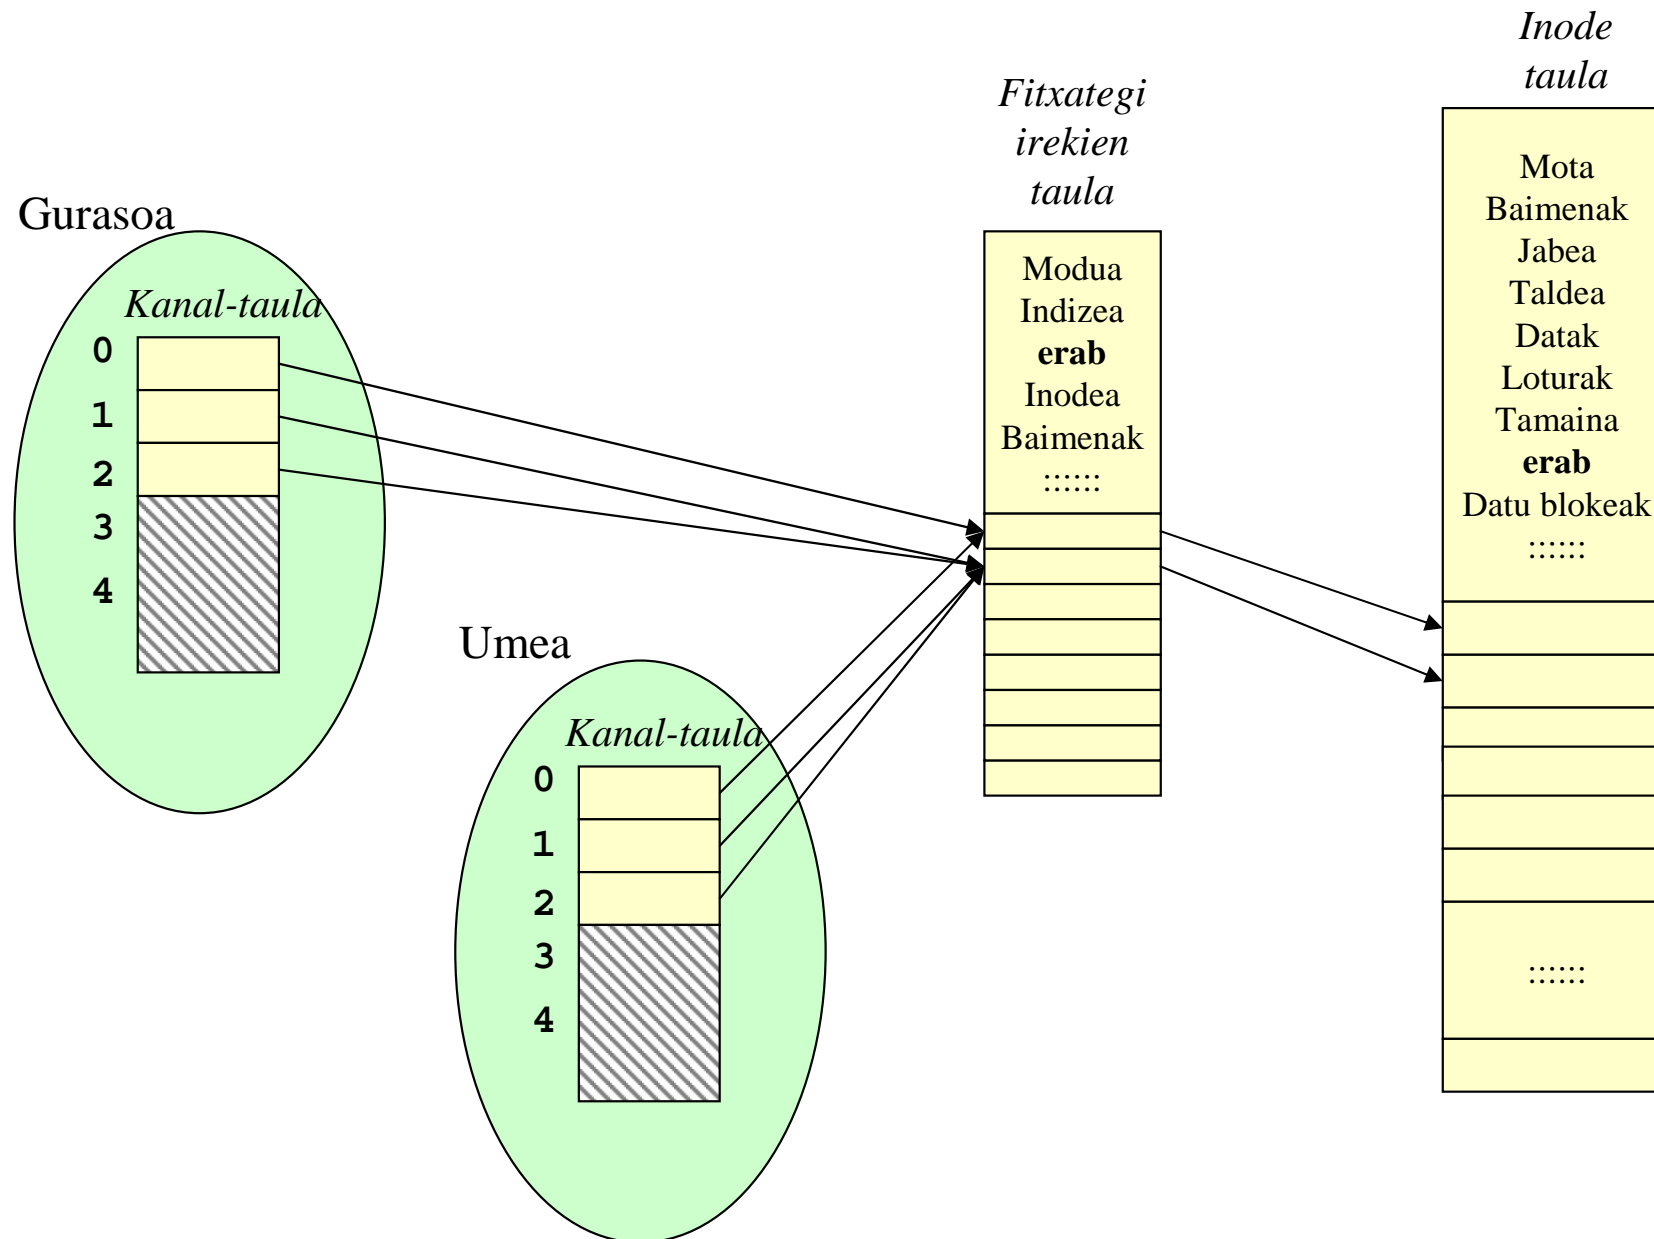 Inode
taula
Fitxategi
irekien
taula
Mota
Baimenak
Jabea
Taldea
Datak
Loturak
Tamaina
erab
Datu blokeak
::::::
Gurasoa
Modua
Indizea
erab
Inodea
Baimenak
::::::
Kanal-taula
0
1
2
3
4
Umea
Kanal-taula
0
1
2
3
4
::::::